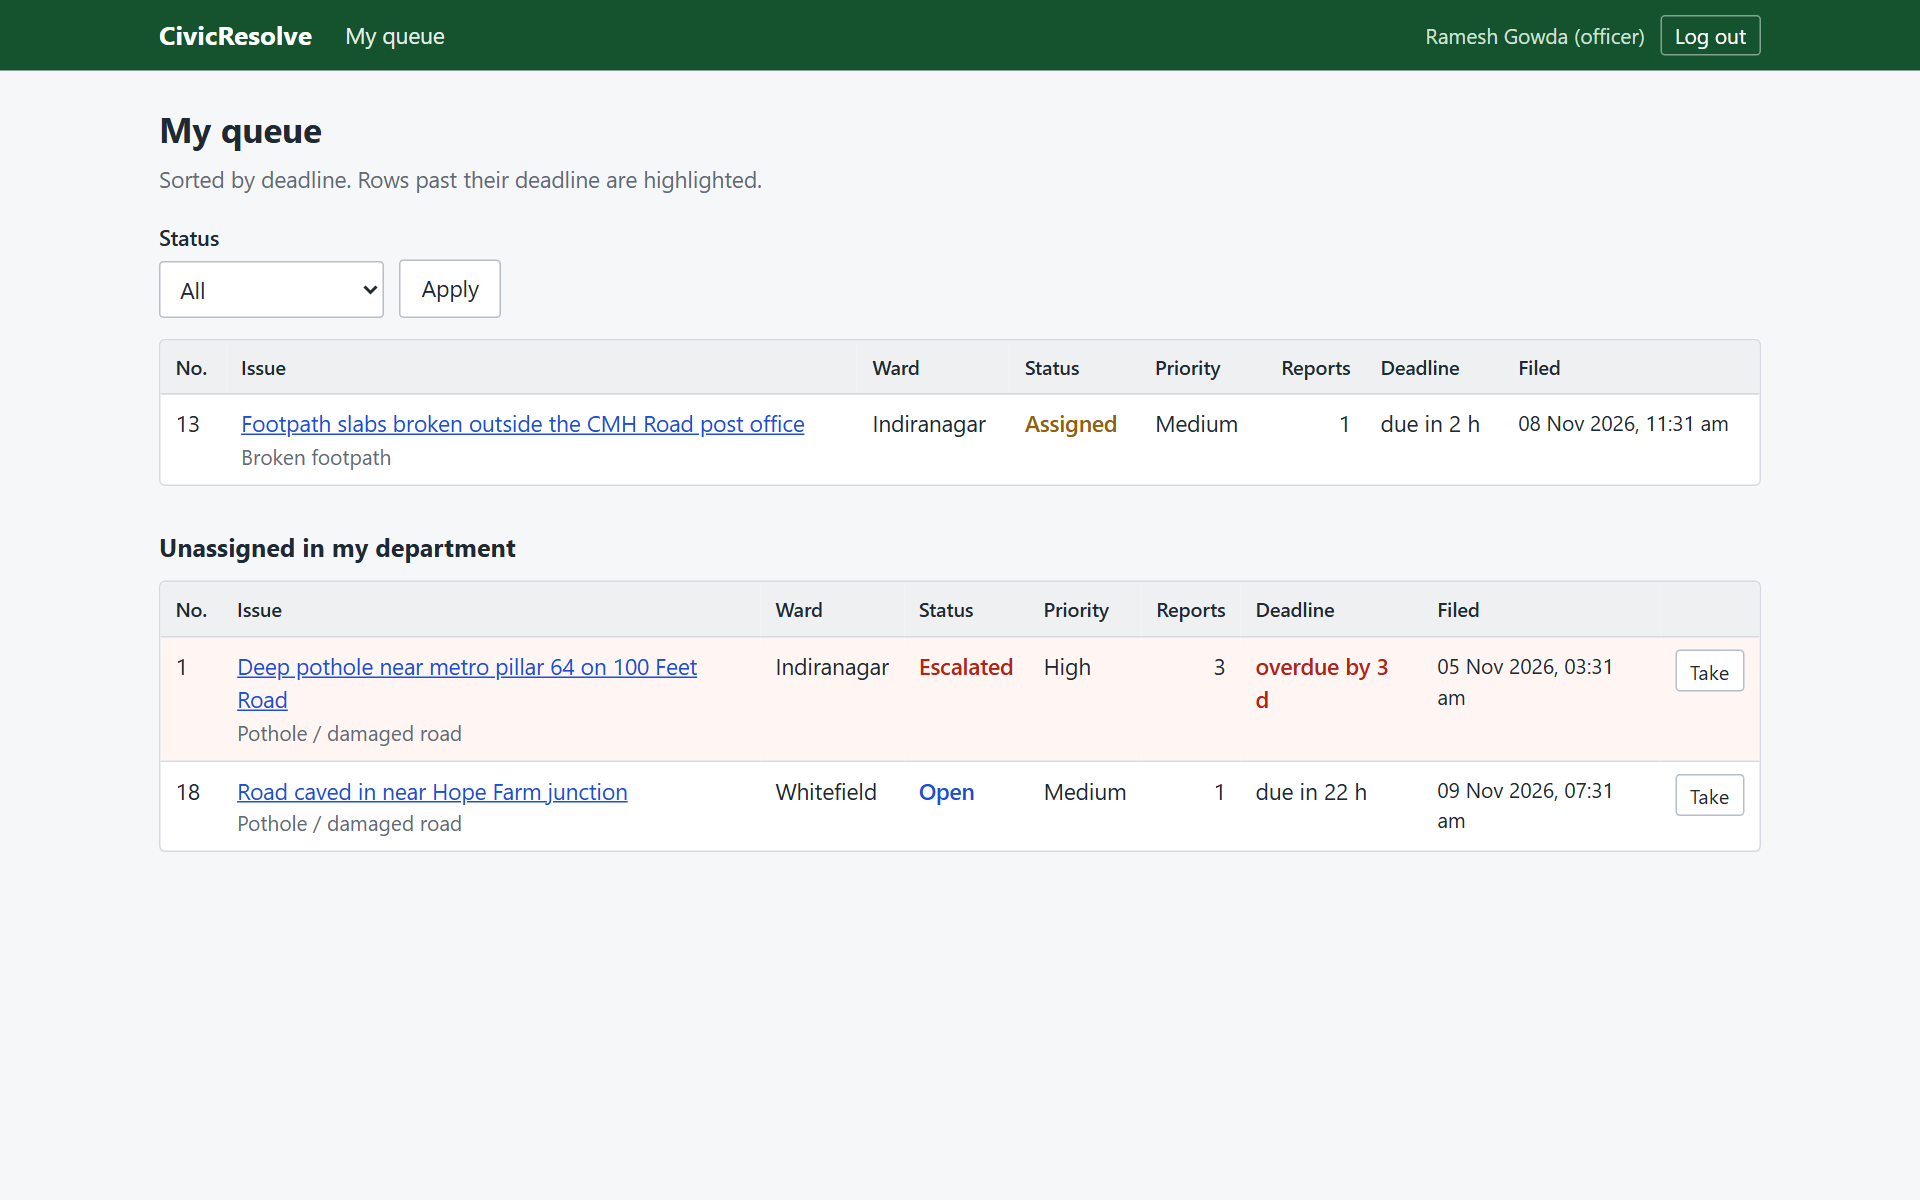 CivicResolve My queue Ramesh Gowda (officer) Log out
My queue
Sorted by deadline. Rows past their deadline are highlighted.
Status
All Apply
No. Issue Ward Status Priority Reports Deadline Filed
13 Footpath slabs broken outside the CMH Road post office Indiranagar Assigned Medium 1 due in 2 h 08 Nov 2026, 11:31 am
Broken footpath
Unassigned in my department
No. Issue Ward Status Priority Reports Deadline Filed
1 Deep pothole near metro pillar 64 on 100 Feet Indiranagar Escalated High 3 overdue by 3 05 Nov 2026, 03:31 Take
Road d am
Pothole / damaged road
18 Road caved in near Hope Farm junction Whitefield Open Medium 1 due in 22 h 09 Nov 2026, 07:31 Take
Pothole / damaged road am